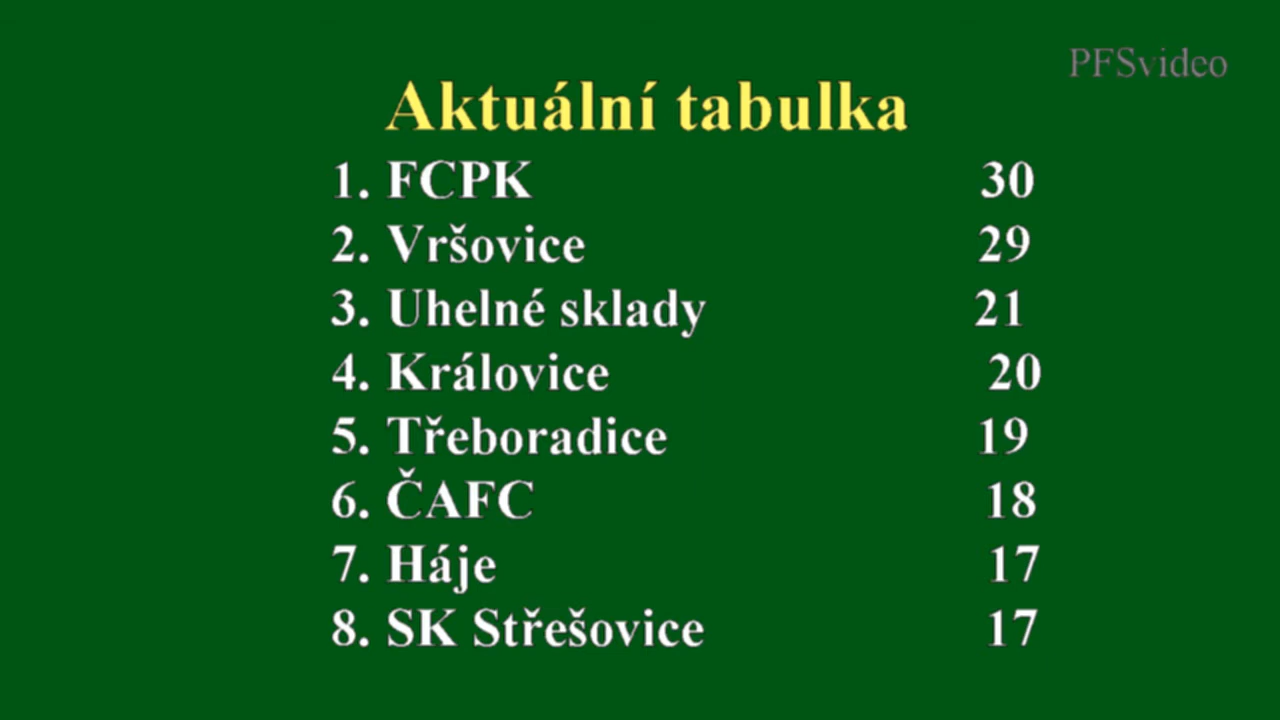 PFSvideo
Aktuální tabulka
1. FCPK 30
2. Vršovice 29
3. Uhelné sklady 21
4. Královice 20
5. Třeboradice 19
6. ČAFC 18
7. Háje 17
8. SK Střešovice 17